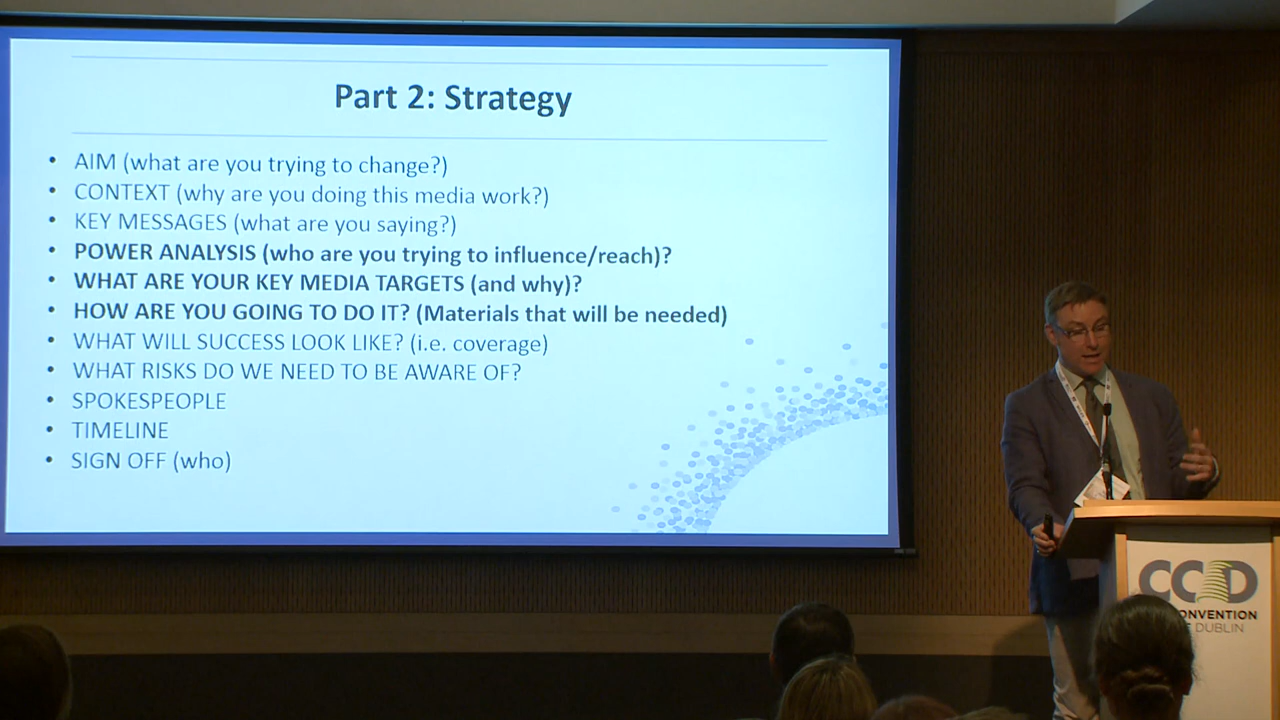 Part 2: Strategy
• AIM (what are you trying to change?)
• CONTEXT (why are you doing this media work?)
• KEY MESSAGES (what are you saying?)
• POWER ANALYSIS (who are you trying to influence/reach)?
• WHAT ARE YOUR KEY MEDIA TARGETS (and why)?
• HOW ARE YOU GOING TO DO IT? (Materials that will be needed)
• WHAT WILL SUCCESS LOOK LIKE? (i.e. coverage)
• WHAT RISKS DO WE NEED TO BE AWARE OF?
• SPOKESPEOPLE
• TIMELINE
• SIGN OFF (who)
CCD
DUBLIN